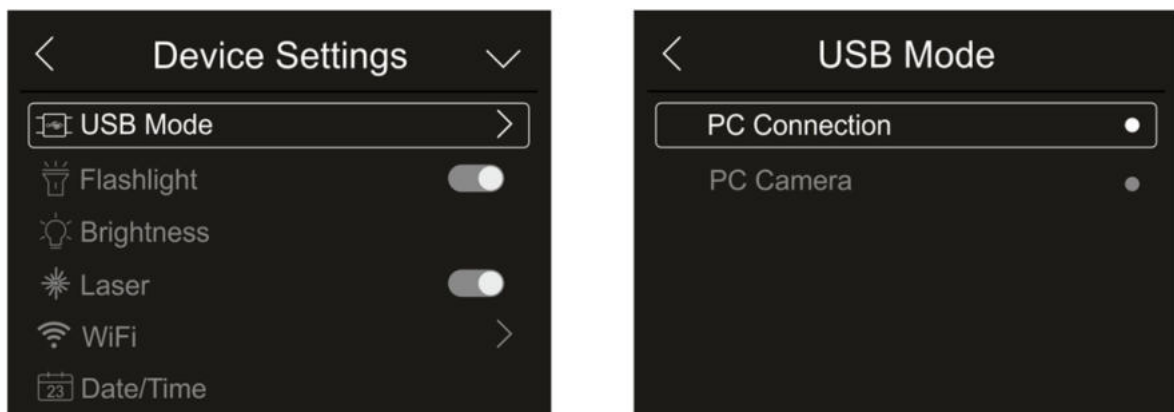 Device Settings
USB Mode
Flashlight
Brightness
Laser
WiFi
23 Date/Time
USB Mode
PC Connection
PC Camera